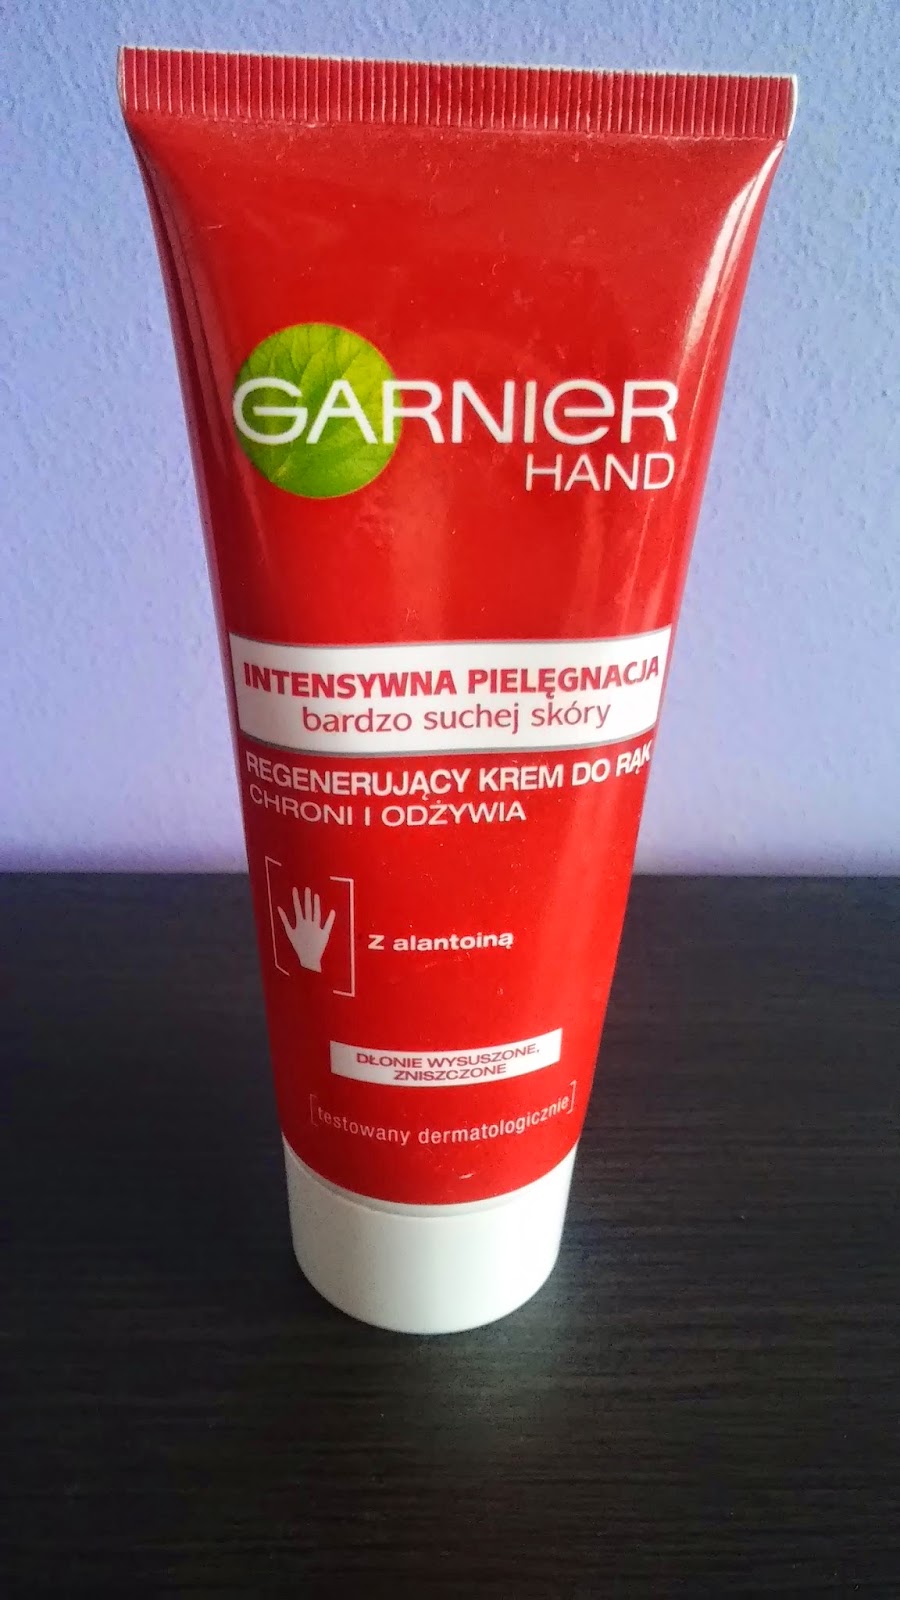 GARNIER
HAND
INTENSYWNA PIELĘGNACJA
bardzo suchej skóry
REGENERUJĄCY KREM DO RĄK
CHRONI I ODŻYWIA
Z alantoiną
DŁONIE WYSUSZONE,
ZNISZCZONE
[testowany dermatologicznie]